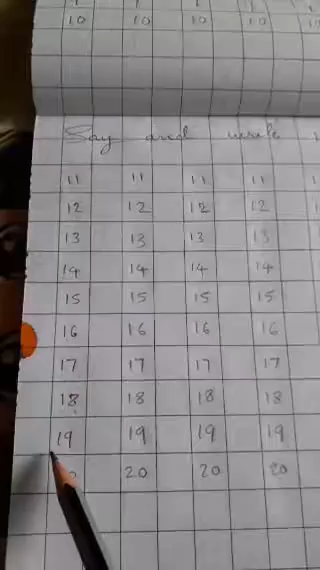 10 10 10 10 10
Say and write
11 11 11 11
12 12 12 12
13 13 13 13
14 14 14 14
15 15 15 15
16 16 16 16
17 17 17 17
18 18 18 18
19 19 19 19
20 20 20